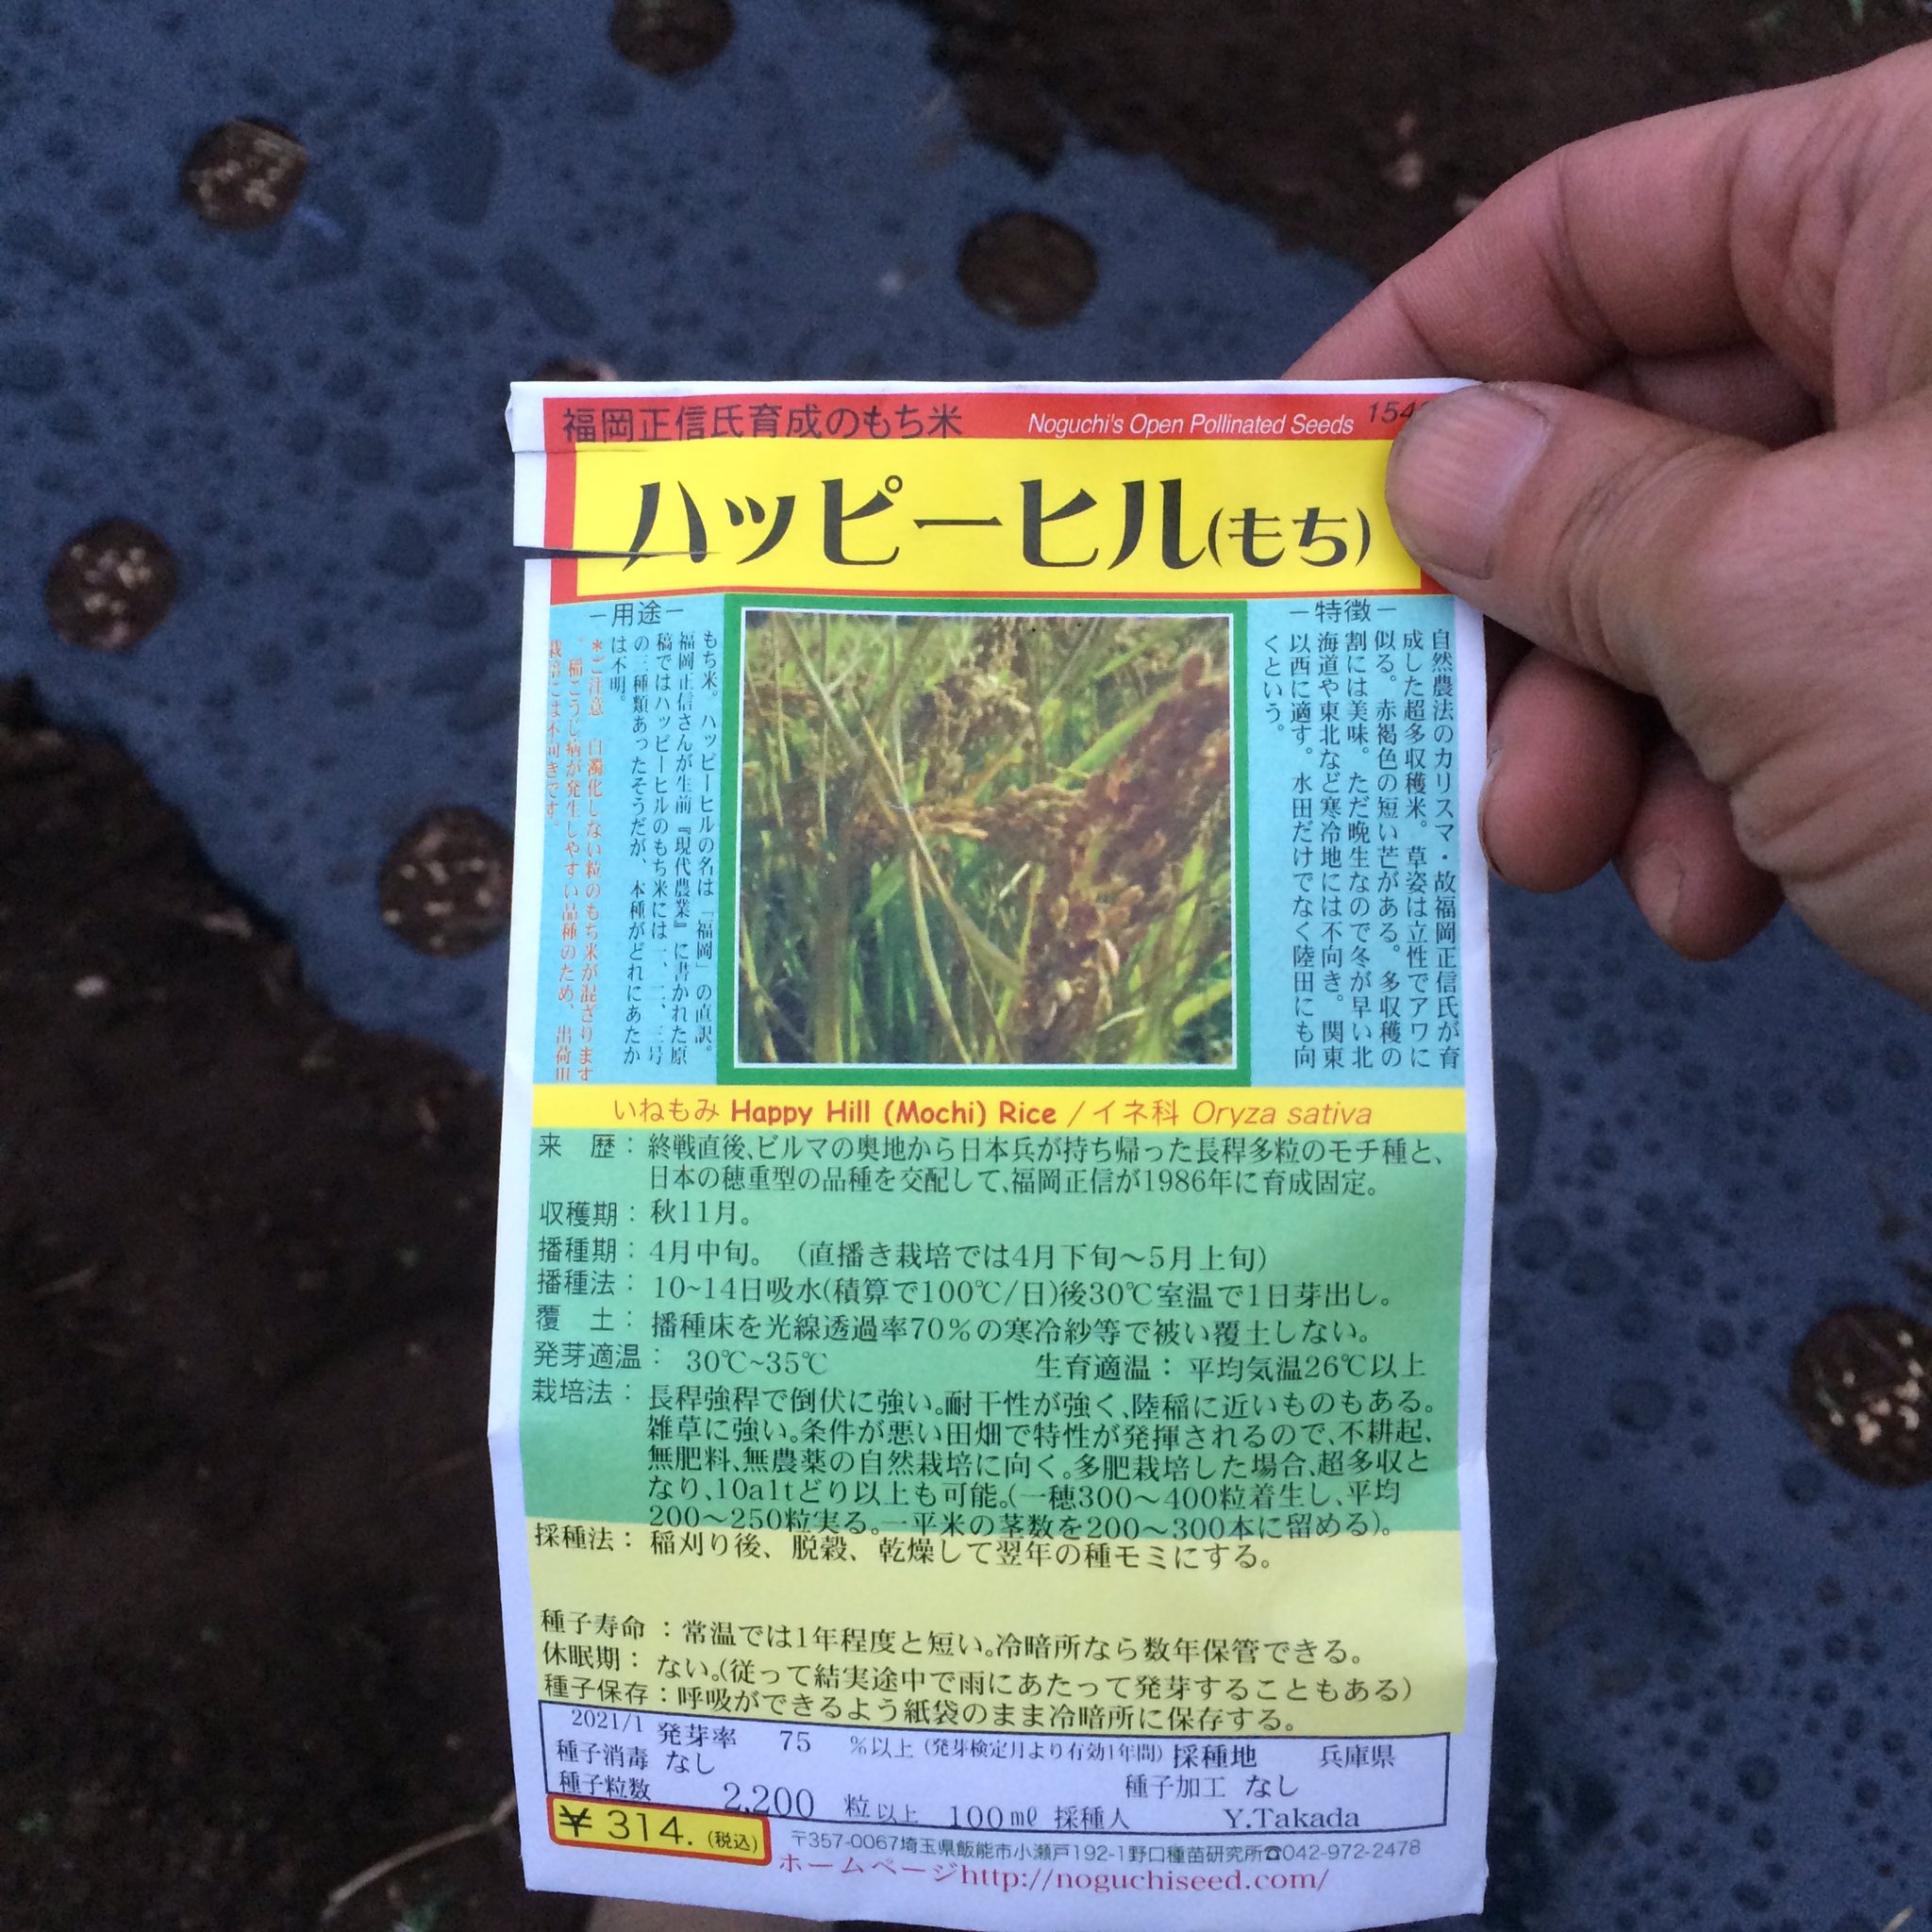 福岡正信氏育成のもち米
Noguchi's Open Pollinated Seeds 154
ハッピーヒル(もち)
－特徴－
自然農法のカリスマ・故福岡正信氏が育
成した超多収穫米。草姿は立性でアワに
似る。赤褐色の短い芒がある。多収穫の
割には美味。ただ晩生なので冬が早い北
海道や東北など寒冷地には不向き。関東
以西に適す。水田だけでなく陸田にも向
くという。
－用途－
もち米。ハッピーヒルの名は「福岡」の直訳。
福岡正信さんが生前『現代農業』に書かれた原
稿ではハッピーヒルのもち米には一、二、三号
の三種類あったそうだが、本種がどれにあたか
は不明。
*ご注意 白濁化しない粒のもち米が混ざります
。稲こうじ病が発生しやすい品種のため、出荷用
栽培には不向きです。
いねもみ Happy Hill (Mochi) Rice / イネ科 Oryza sativa
来 歴：終戦直後、ビルマの奥地から日本兵が持ち帰った長稈多粒のモチ種と、
日本の穂重型の品種を交配して、福岡正信が1986年に育成固定。
収穫期：秋11月。
播種期：4月中旬。（直播き栽培では4月下旬～5月上旬）
播種法：10~14日吸水(積算で100℃/日)後30℃室温で1日芽出し。
覆 土：播種床を光線透過率70%の寒冷紗等で被い覆土しない。
発芽適温： 30℃~35℃ 生育適温：平均気温26℃以上
栽培法：長稈強稈で倒伏に強い。耐干性が強く、陸稲に近いものもある。
雑草に強い。条件が悪い田畑で特性が発揮されるので、不耕起、
無肥料、無農薬の自然栽培に向く。多肥栽培した場合、超多収と
なり、10a1tどり以上も可能。(一穂300～400粒着生し、平均
200～250粒実る。一平米の茎数を200～300本に留める)。
採種法：稲刈り後、脱穀、乾燥して翌年の種モミにする。
種子寿命：常温では1年程度と短い。冷暗所なら数年保管できる。
休眠期：ない。(従って結実途中で雨にあたって発芽することもある)
種子保存：呼吸ができるよう紙袋のまま冷暗所に保存する。
2021/1 発芽率 75 %以上（発芽検定月より有効1年間）採種地 兵庫県
種子消毒 なし 種子加工 なし
種子粒数 2,200 粒以上 100㎖ 採種人 Y.Takada
￥314.(税込)
〒357-0067埼玉県飯能市小瀬戸192-1野口種苗研究所☎042-972-2478
ホームページhttp://noguchiseed.com/